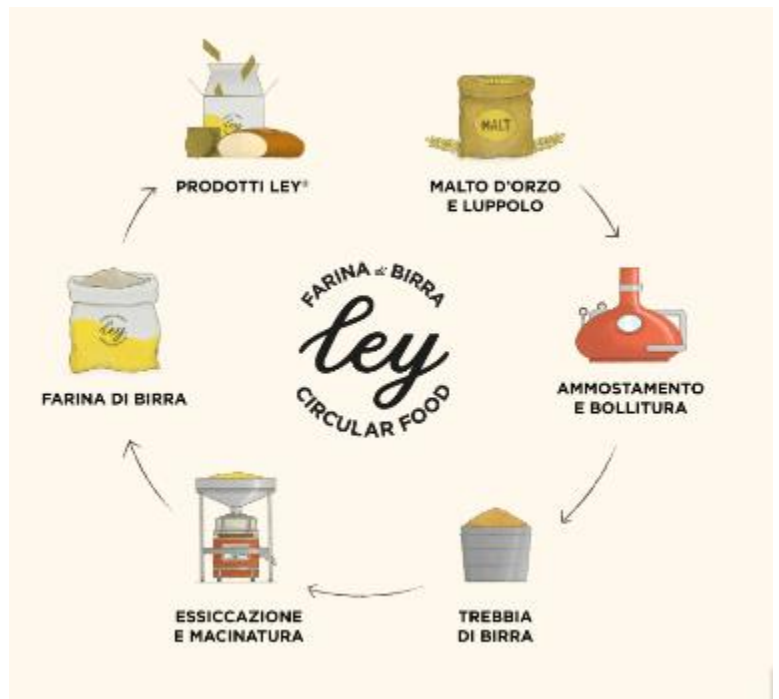 PRODOTTI LEY®
MALT
MALTO D'ORZO
E LUPPOLO
FARINA di BIRRA
ley
CIRCULAR FOOD
AMMOSTAMENTO
E BOLLITURA
ley
FARINA DI BIRRA
TREBBIA
DI BIRRA
ESSICCAZIONE
E MACINATURA